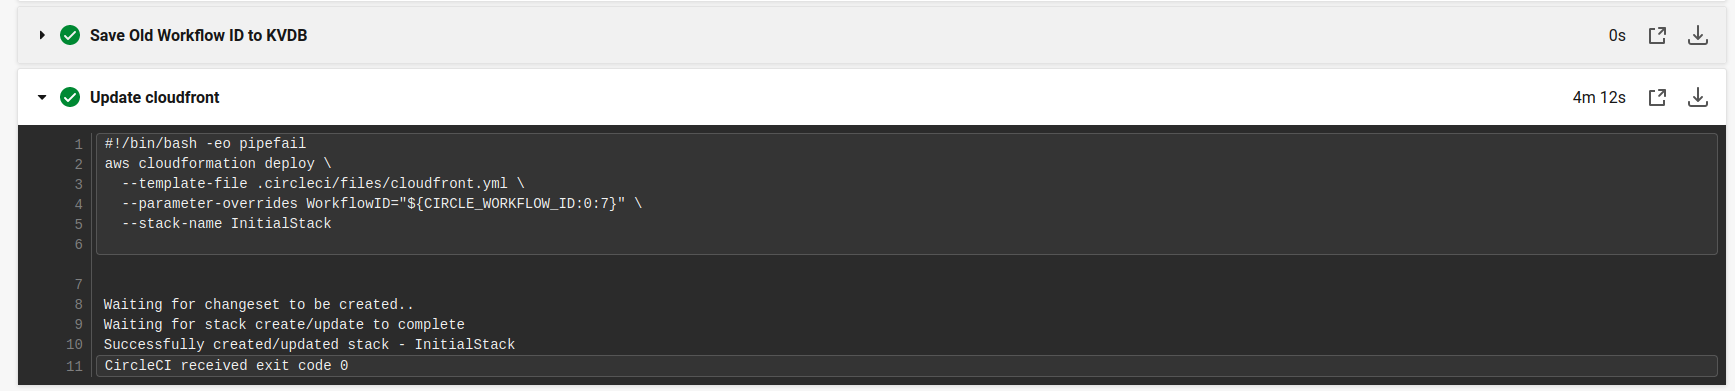 Save Old Workflow ID to KVDB 0s
Update cloudfront 4m 12s
1 #!/bin/bash -eo pipefail
2 aws cloudformation deploy \
3 --template-file .circleci/files/cloudfront.yml \
4 --parameter-overrides WorkflowID="${CIRCLE_WORKFLOW_ID:0:7}" \
5 --stack-name InitialStack
6
7
8 Waiting for changeset to be created..
9 Waiting for stack create/update to complete
10 Successfully created/updated stack - InitialStack
11 CircleCI received exit code 0